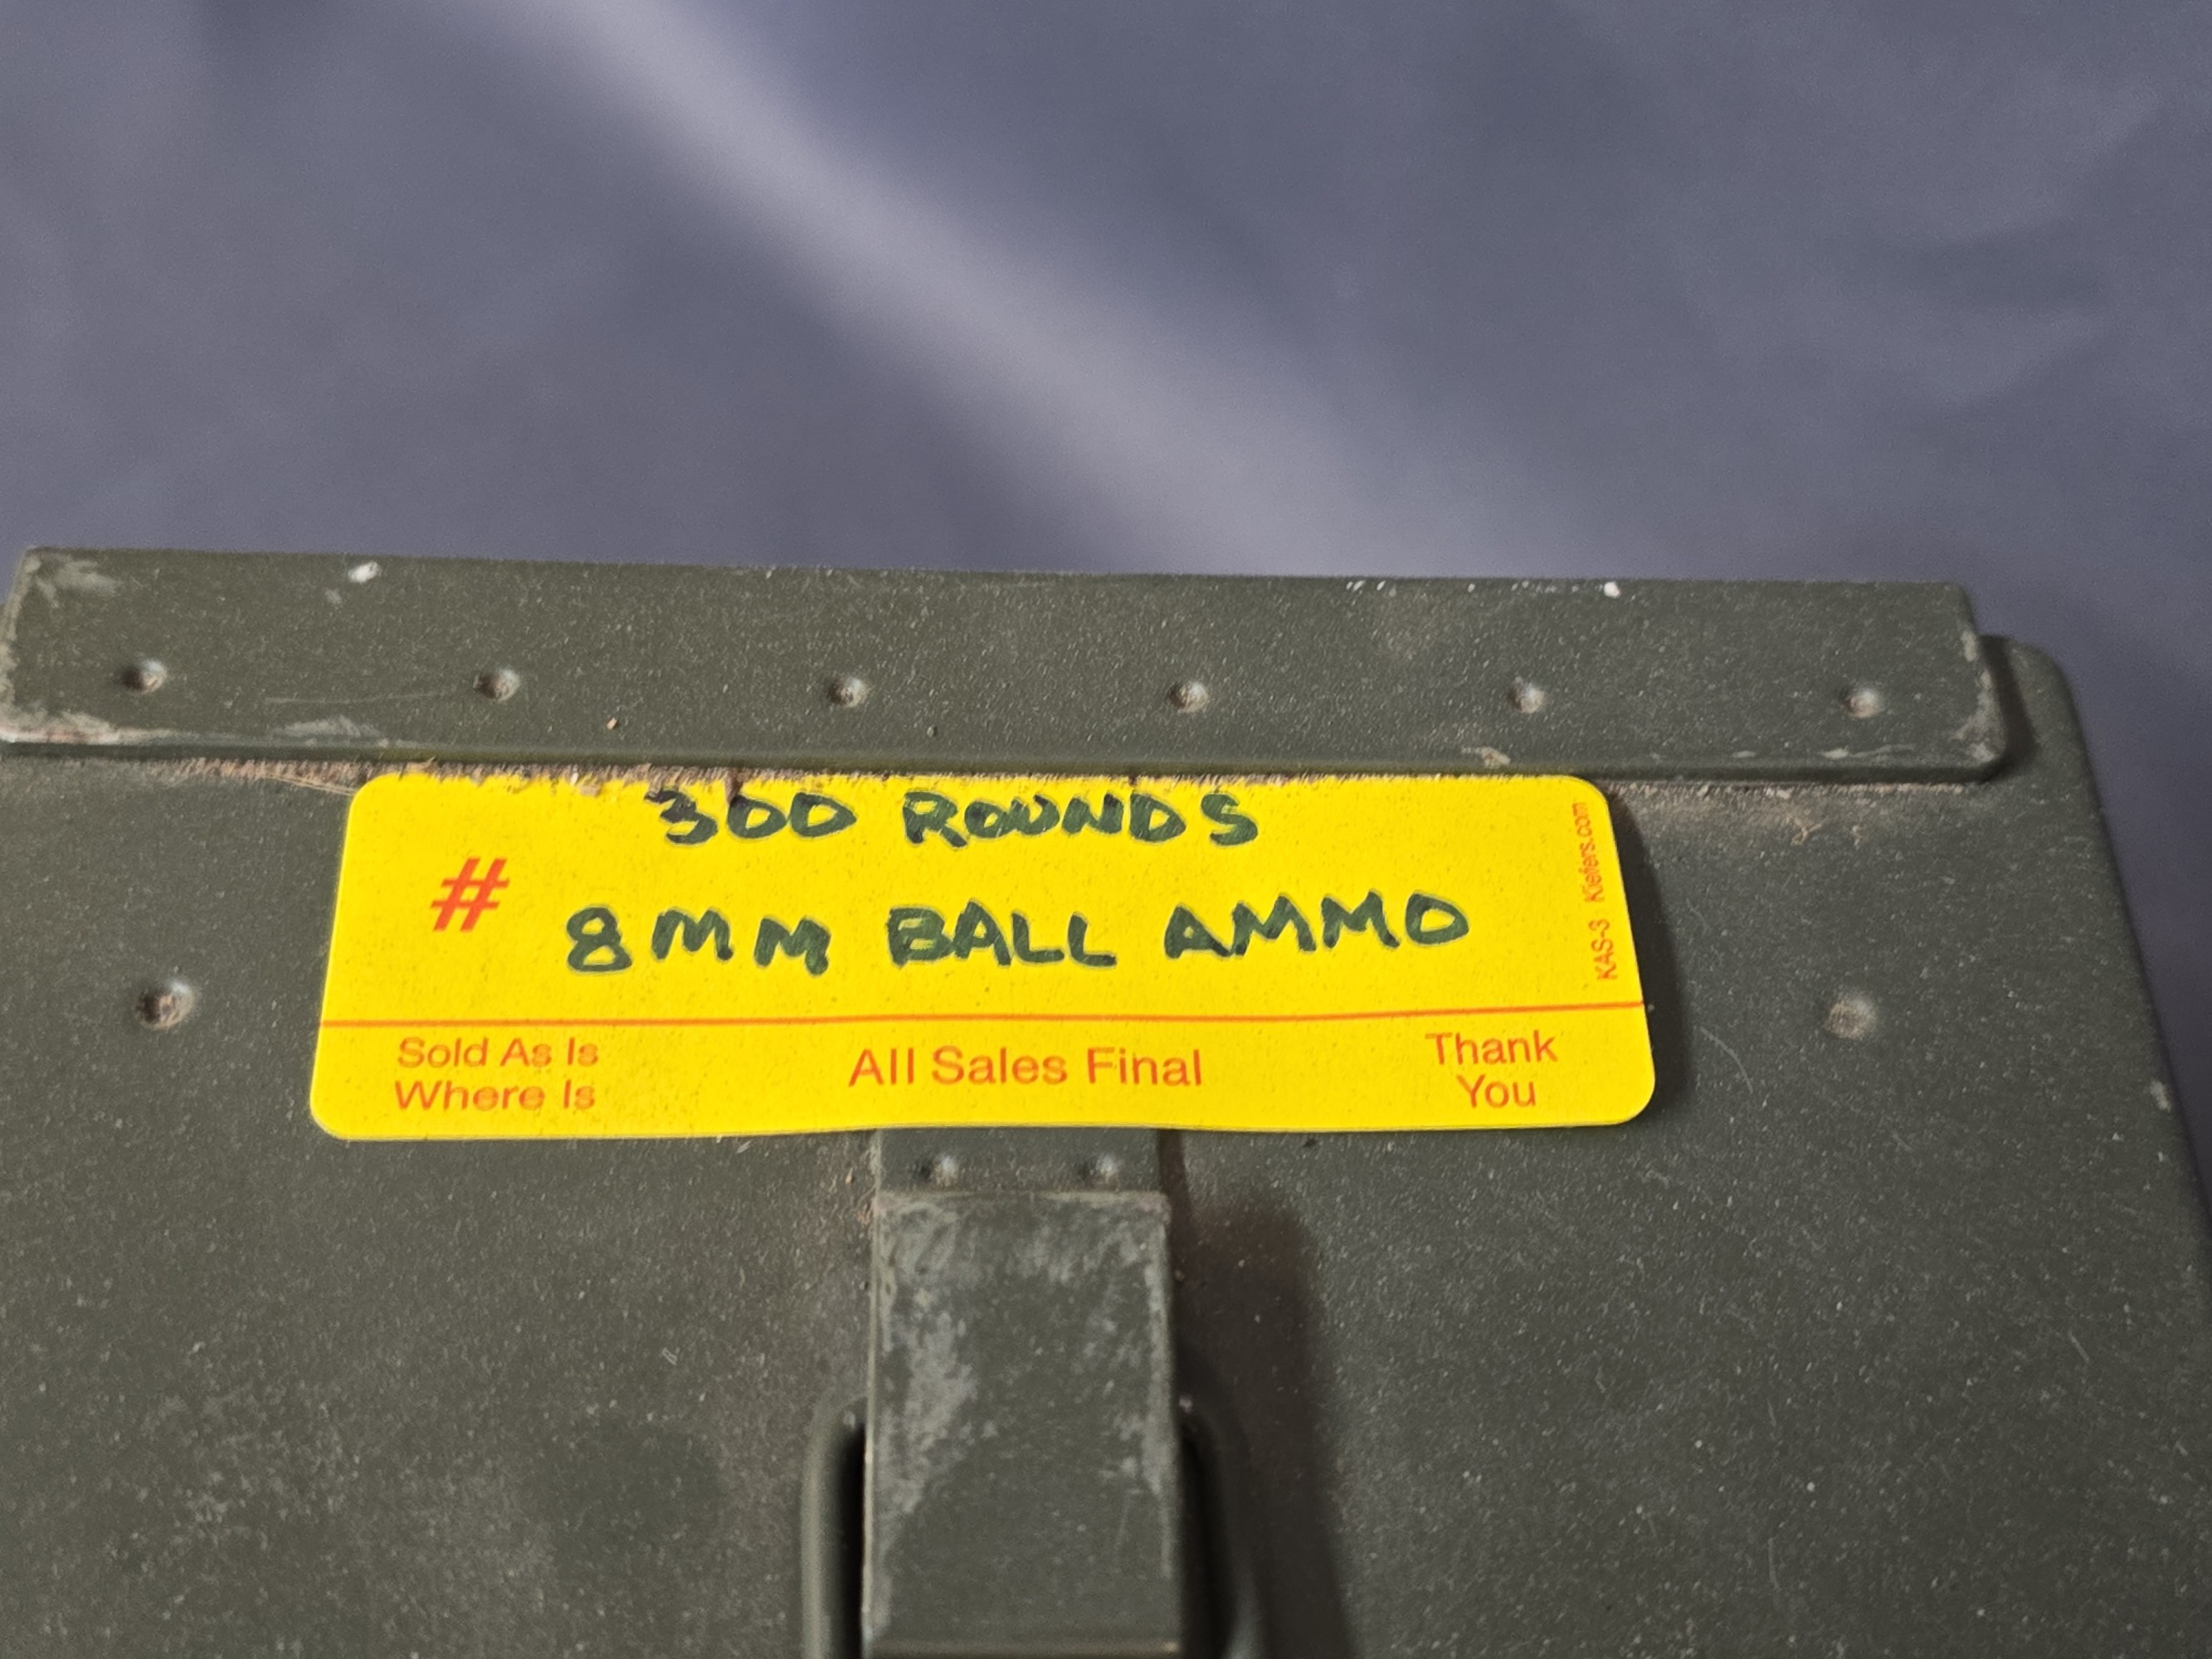 300 ROUNDS
# 8MM BALL AMMO
KAS-3 Kiefers.com
Sold As Is
Where Is
All Sales Final
Thank
You